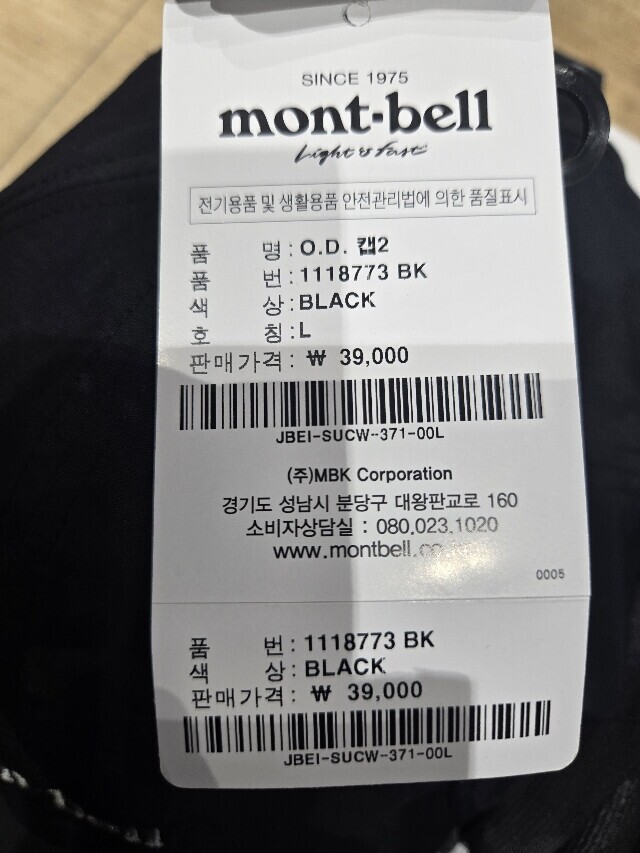 SINCE 1975
mont-bell
Light & Fast
전기용품 및 생활용품 안전관리법에 의한 품질표시
품 명 : O.D. 캡2
품 번 : 1118773 BK
색 상 : BLACK
호 칭 : L
판매가격 : ₩ 39,000
JBEI-SUCW-371-00L
(주)MBK Corporation
경기도 성남시 분당구 대왕판교로 160
소비자상담실 : 080.023.1020
www.montbell.co
0005
품 번 : 1118773 BK
색 상 : BLACK
판매가격 : ₩ 39,000
JBEI-SUCW-371-00L